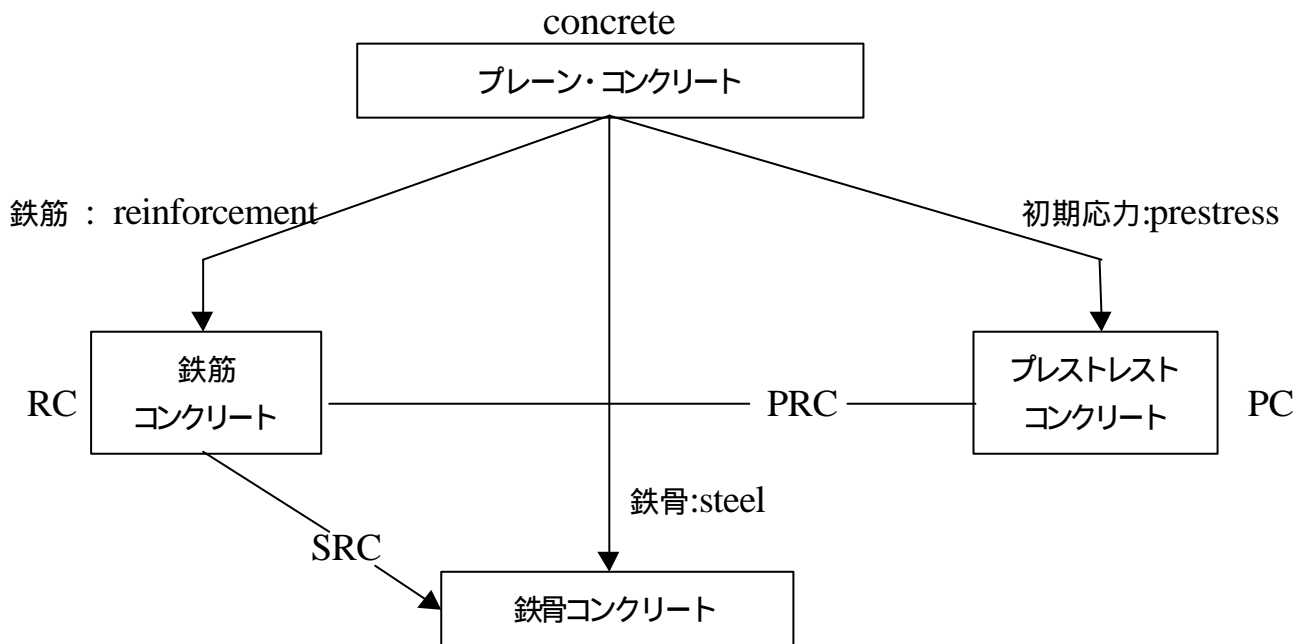 concrete
プレーン・コンクリート
鉄筋 : reinforcement
初期応力:prestress
鉄筋
コンクリート
プレストレスト
コンクリート
RC
PRC
PC
鉄骨:steel
SRC
鉄骨コンクリート